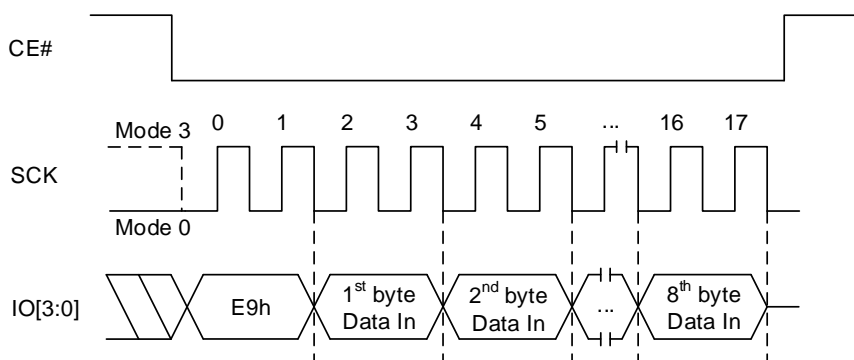 CE#
Mode 3
0 1 2 3 4 5 ... 16 17
SCK
Mode 0
IO[3:0]
E9h
1st byte
Data In
2nd byte
Data In
...
8th byte
Data In